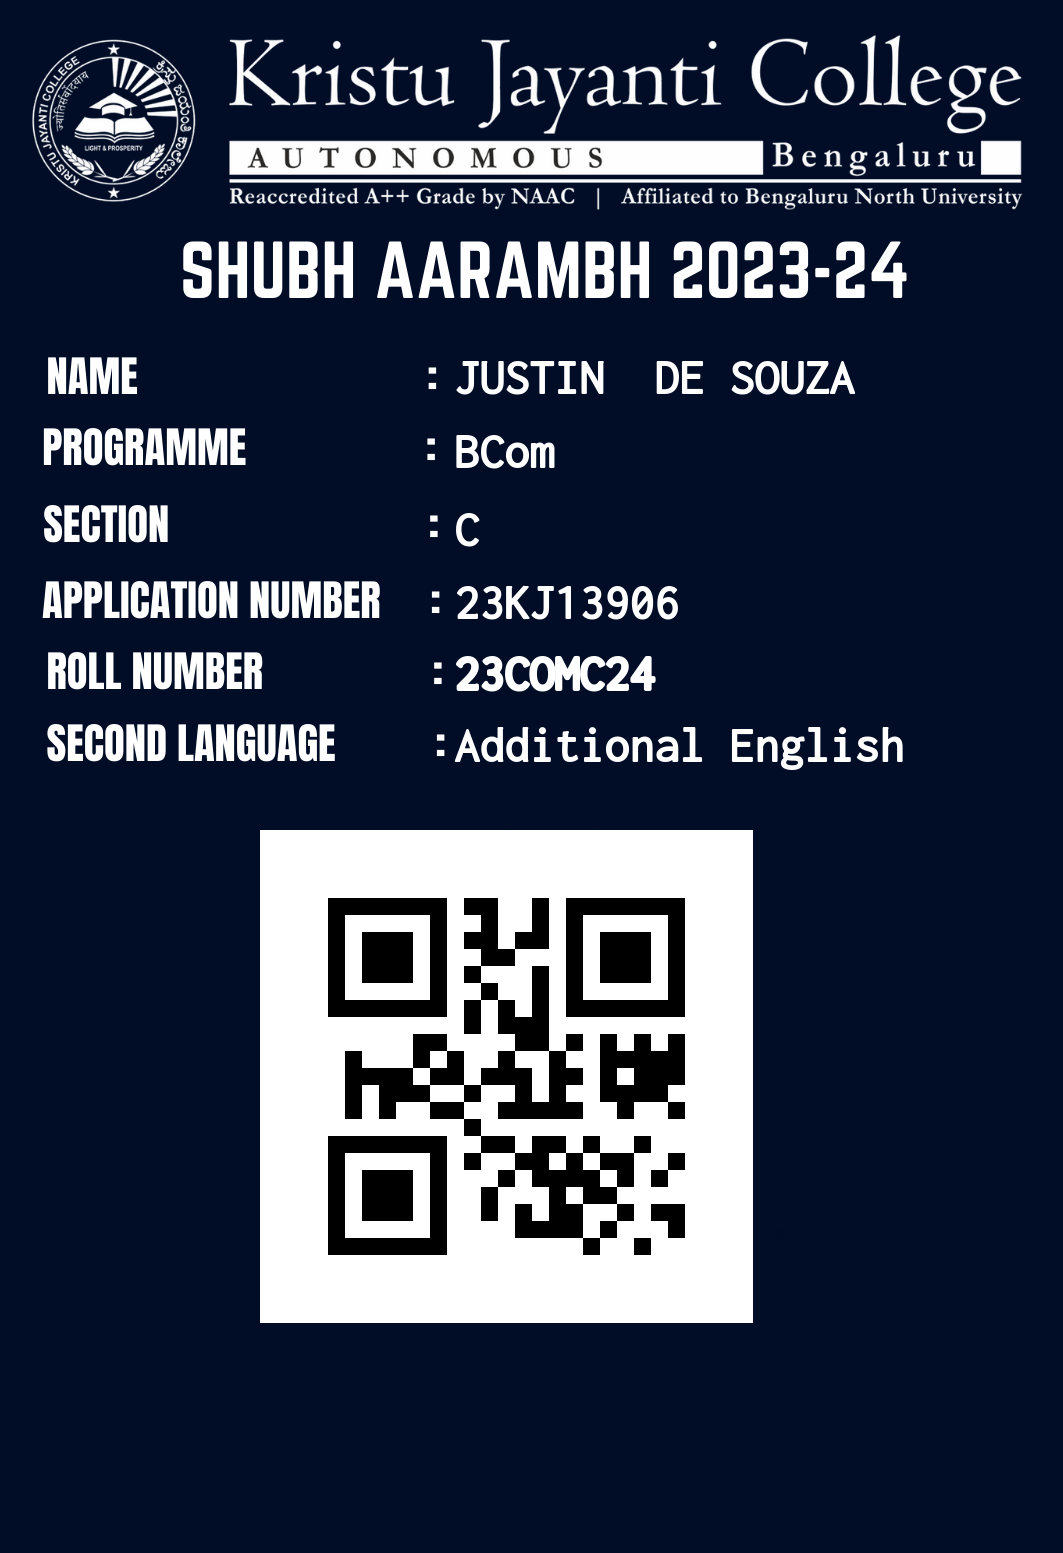 KRISTU JAYANTI COLLEGE
ಕ್ರಿಸ್ತು ಜಯಂತಿ ಕಾಲೇಜು
LIGHT & PROSPERITY
Kristu Jayanti College
AUTONOMOUS Bengaluru
Reaccredited A++ Grade by NAAC | Affiliated to Bengaluru North University
SHUBH AARAMBH 2023-24
NAME : JUSTIN DE SOUZA
PROGRAMME : BCom
SECTION : C
APPLICATION NUMBER : 23KJ13906
ROLL NUMBER : 23COMC24
SECOND LANGUAGE : Additional English